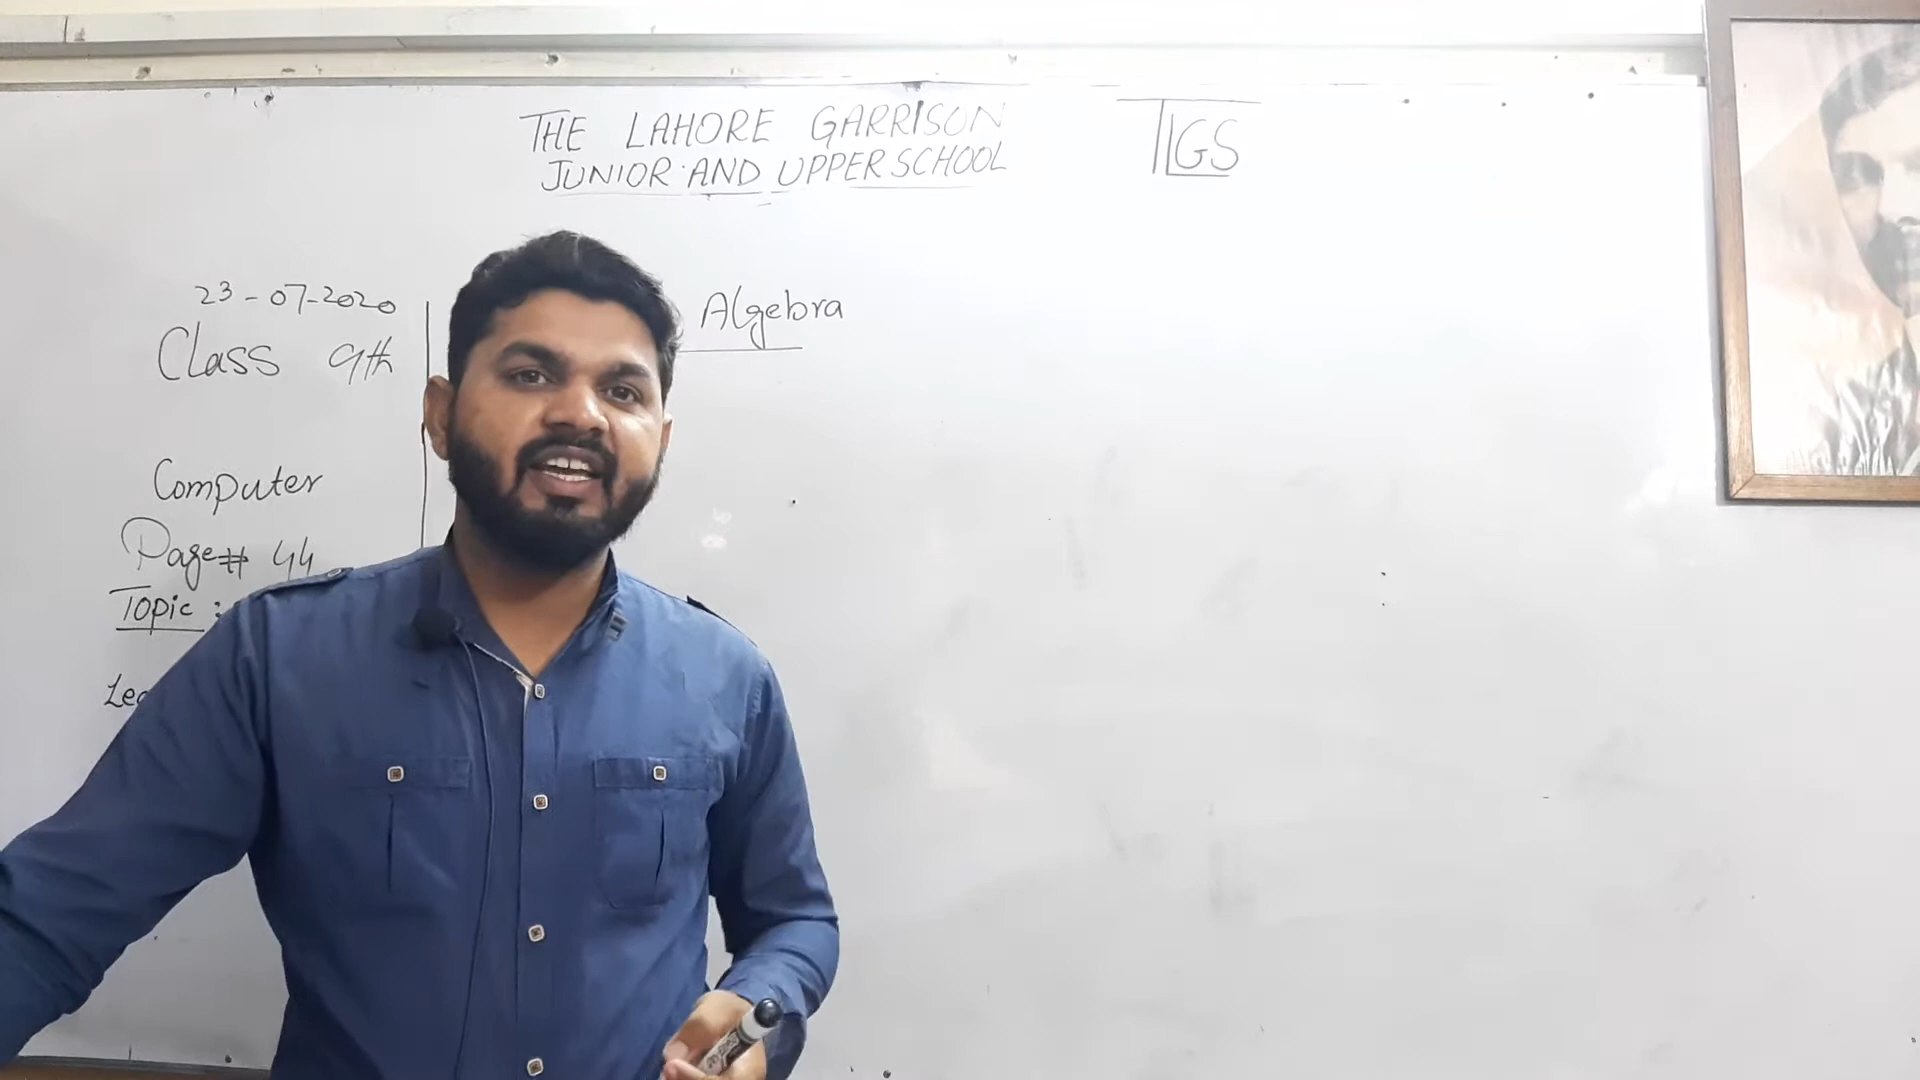 THE LAHORE GARRISON
JUNIOR AND UPPER SCHOOL
TLGS
23-07-2020
Class 9th
Computer
Page# 44
Topic :
Algebra